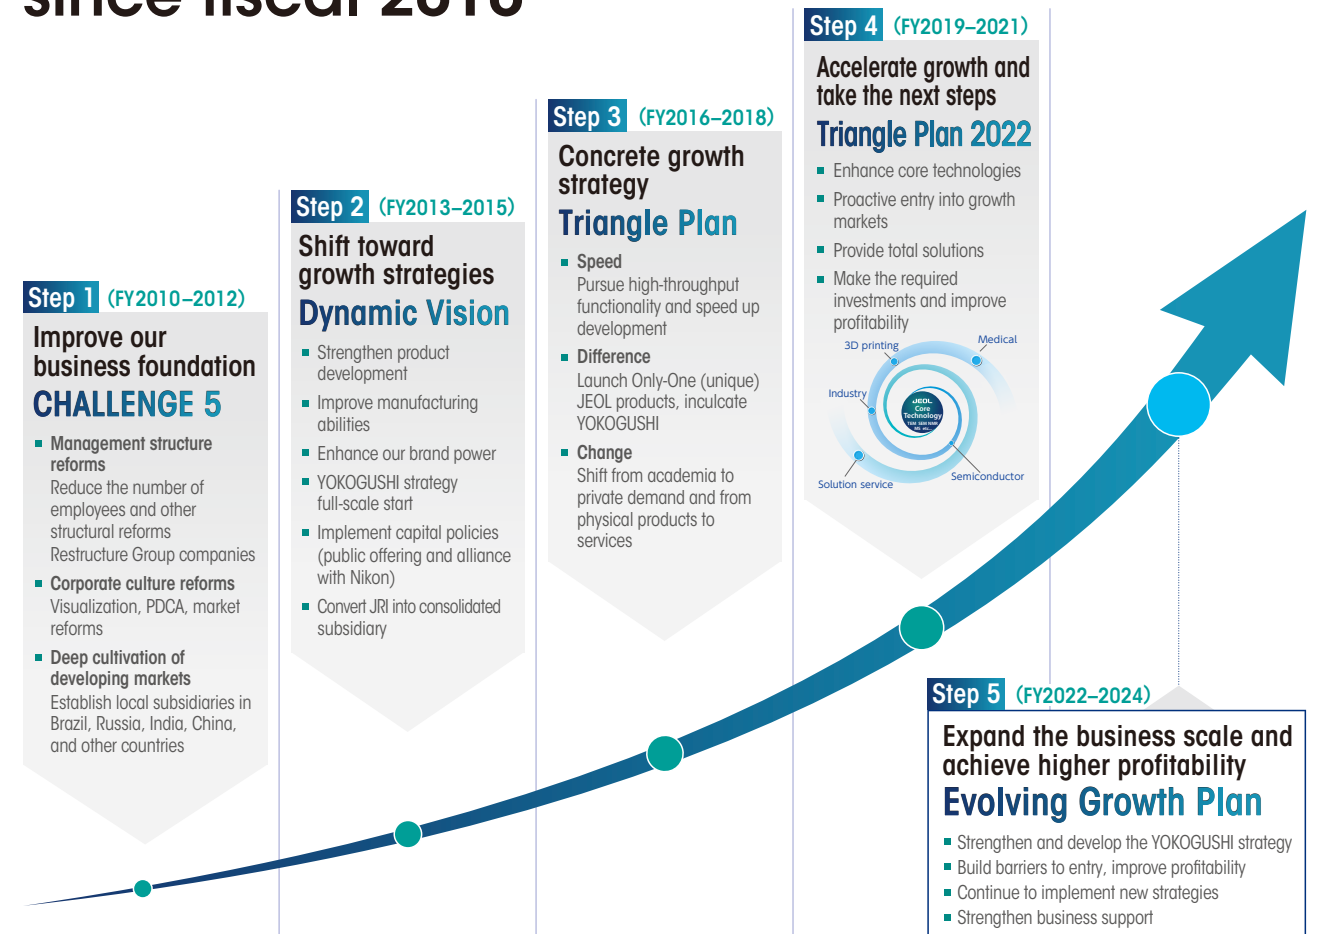 since fiscal 2010
Step 1 (FY2010–2012)
Improve our
business foundation
CHALLENGE 5
Management structure
reforms
Reduce the number of
employees and other
structural reforms
Restructure Group companies
Corporate culture reforms
Visualization, PDCA, market
reforms
Deep cultivation of
developing markets
Establish local subsidiaries in
Brazil, Russia, India, China,
and other countries
Step 2 (FY2013–2015)
Shift toward
growth strategies
Dynamic Vision
Strengthen product
development
Improve manufacturing
abilities
Enhance our brand power
YOKOGUSHI strategy
full-scale start
Implement capital policies
(public offering and alliance
with Nikon)
Convert JRI into consolidated
subsidiary
Step 3 (FY2016–2018)
Concrete growth
strategy
Triangle Plan
Speed
Pursue high-throughput
functionality and speed up
development
Difference
Launch Only-One (unique)
JEOL products, inculcate
YOKOGUSHI
Change
Shift from academia to
private demand and from
physical products to
services
Step 4 (FY2019–2021)
Accelerate growth and
take the next steps
Triangle Plan 2022
Enhance core technologies
Proactive entry into growth
markets
Provide total solutions
Make the required
investments and improve
profitability
3D printing
Medical
Industry
JEOL
Core
Technology
TEM SEM NMR
MS etc...
Solution service
Semiconductor
Step 5 (FY2022–2024)
Expand the business scale and
achieve higher profitability
Evolving Growth Plan
Strengthen and develop the YOKOGUSHI strategy
Build barriers to entry, improve profitability
Continue to implement new strategies
Strengthen business support